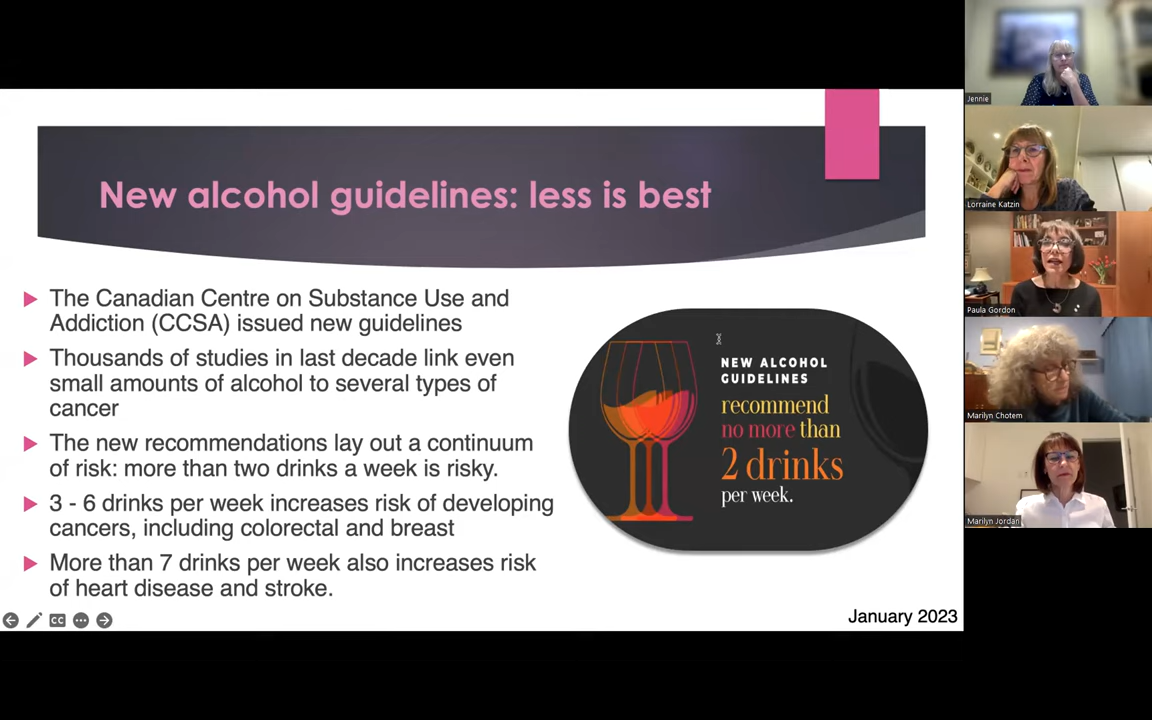 New alcohol guidelines: less is best
The Canadian Centre on Substance Use and
Addiction (CCSA) issued new guidelines
Thousands of studies in last decade link even
small amounts of alcohol to several types of
cancer
The new recommendations lay out a continuum
of risk: more than two drinks a week is risky.
3 - 6 drinks per week increases risk of developing
cancers, including colorectal and breast
More than 7 drinks per week also increases risk
of heart disease and stroke.
NEW ALCOHOL
GUIDELINES
recommend
no more than
2 drinks
per week.
CC
January 2023
Jennie
Lorraine Katzin
Paula Gordon
Marilyn Chotem
Marilyn Jordan